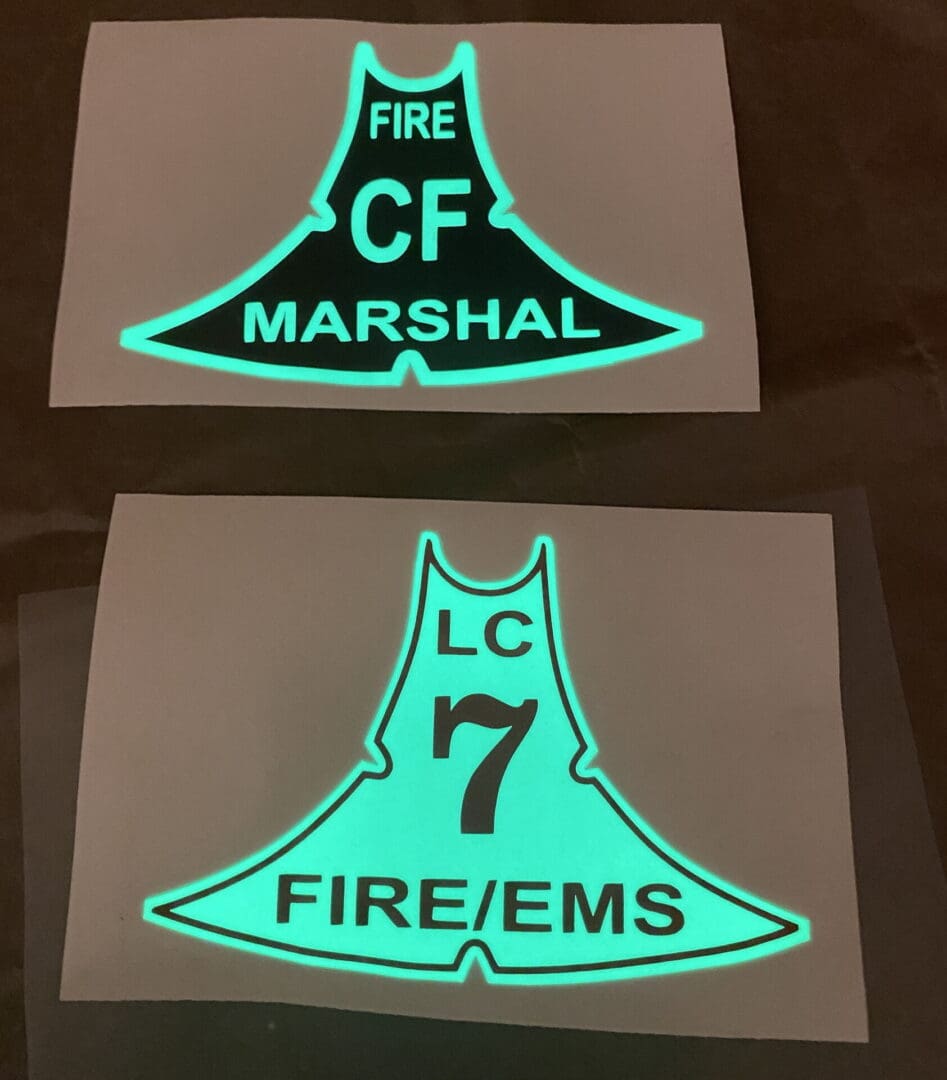 FIRE
CF
MARSHAL
LC
7
FIRE/EMS